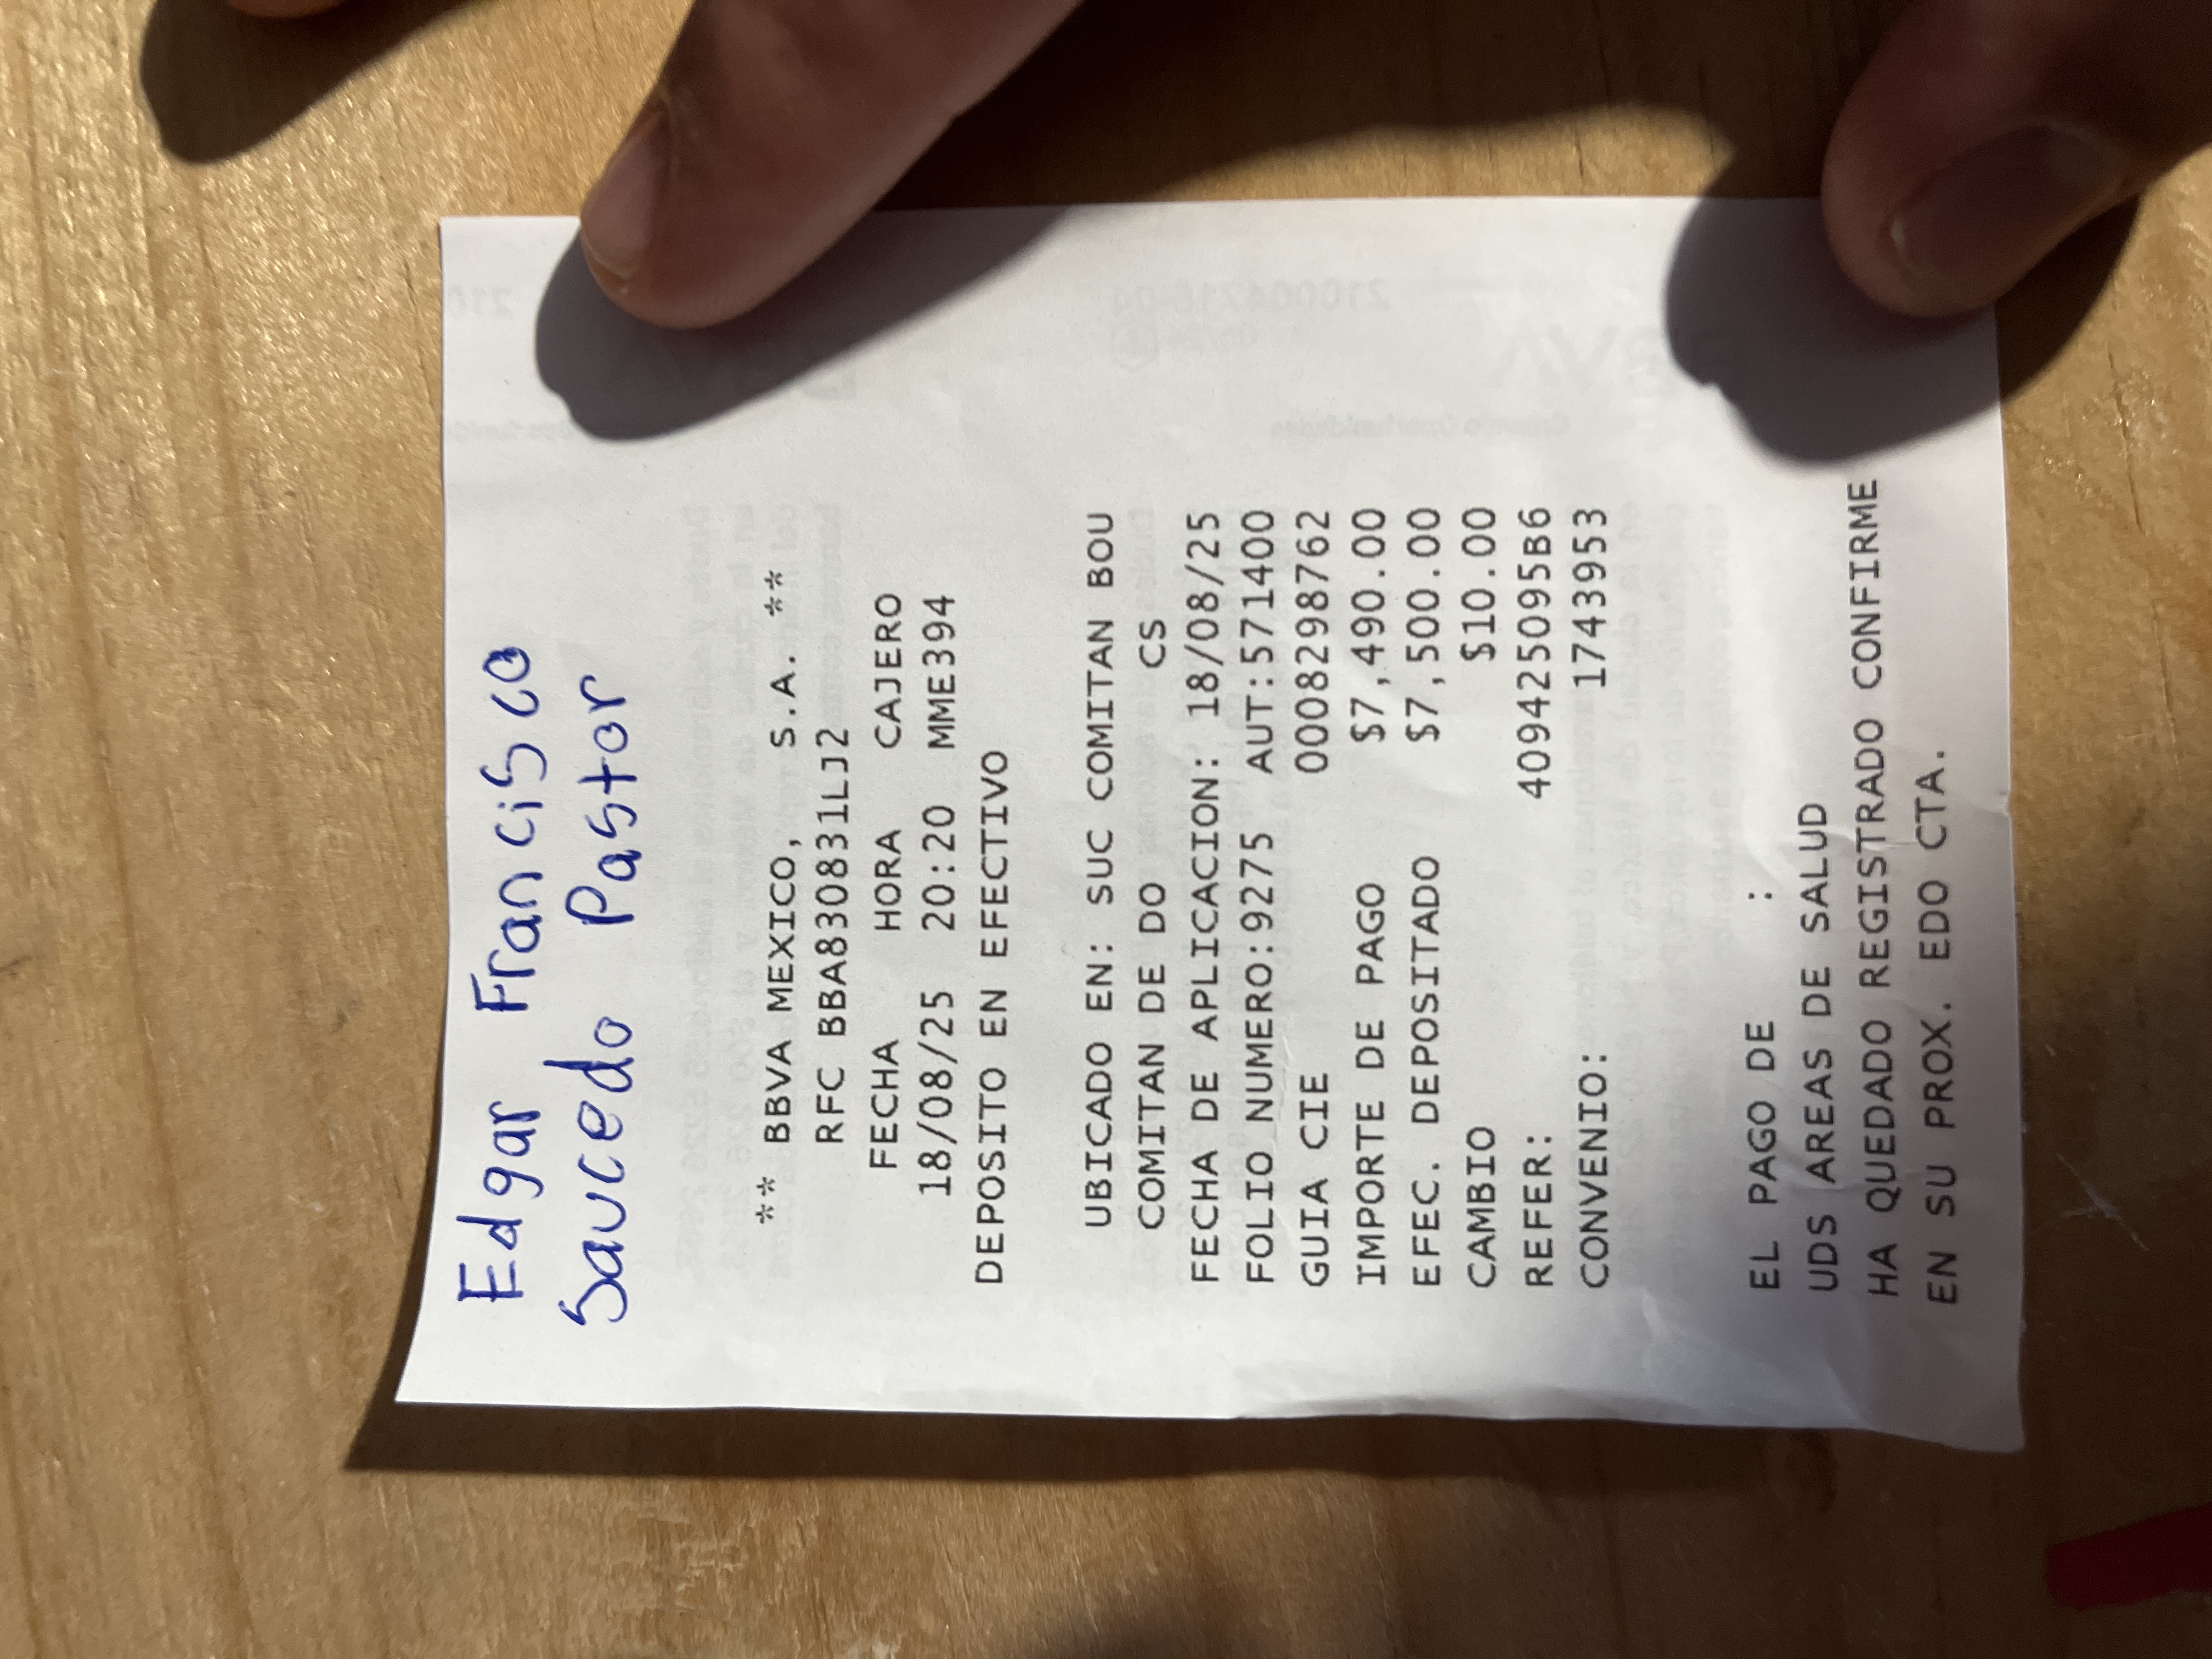 Edgar Francisco
Saucedo Pastor
** BBVA MEXICO, S.A. **
RFC BBA830831LJ2
FECHA HORA CAJERO
18/08/25 20:20 MME394
DEPOSITO EN EFECTIVO
UBICADO EN: SUC COMITAN BOU
COMITAN DE DO CS
FECHA DE APLICACION: 18/08/25
FOLIO NUMERO:9275 AUT:571400
GUIA CIE 0008298762
IMPORTE DE PAGO $7,490.00
EFEC. DEPOSITADO $7,500.00
CAMBIO $10.00
REFER: 409425095B6
CONVENIO: 1743953
EL PAGO DE :
UDS AREAS DE SALUD
HA QUEDADO REGISTRADO CONFIRME
EN SU PROX. EDO CTA.